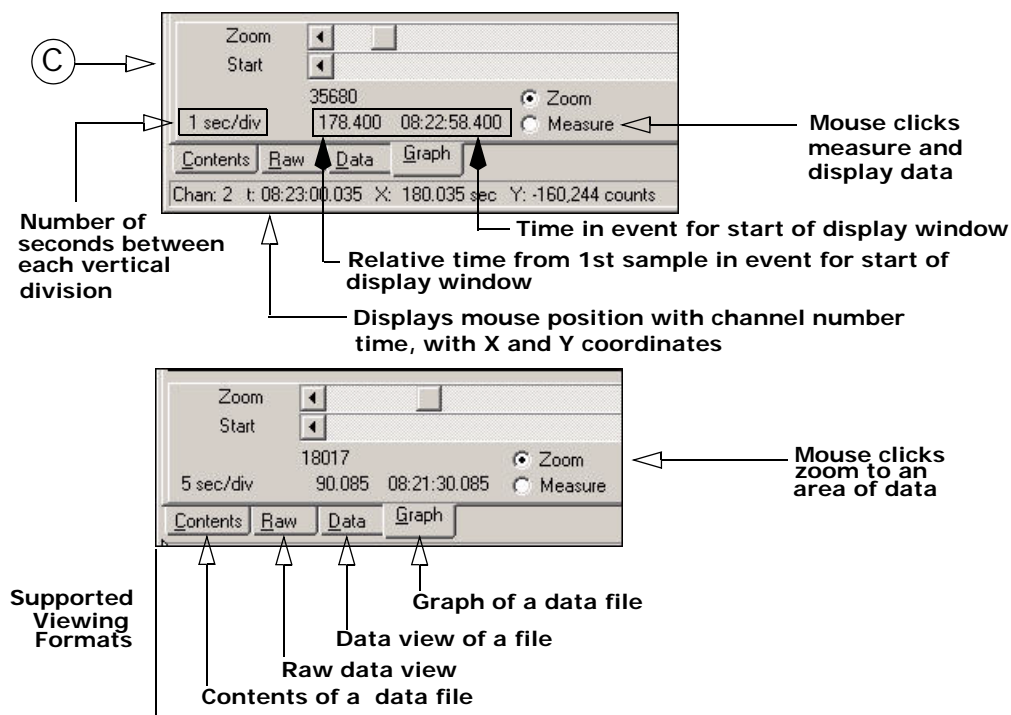 C
Zoom
Start
35680
Zoom
1 sec/div 178.400 08:22:58.400 Measure
Mouse clicks
measure and
display data
Contents Raw Data Graph
Chan: 2 t: 08:23:00.035 X: 180.035 sec Y: -160,244 counts
Number of
seconds between
each vertical
division
Time in event for start of display window
Relative time from 1st sample in event for start of
display window
Displays mouse position with channel number
time, with X and Y coordinates
Zoom
Start
18017
Zoom
5 sec/div 90.085 08:21:30.085 Measure
Mouse clicks
zoom to an
area of data
Contents Raw Data Graph
Supported
Viewing
Formats
Graph of a data file
Data view of a file
Raw data view
Contents of a data file